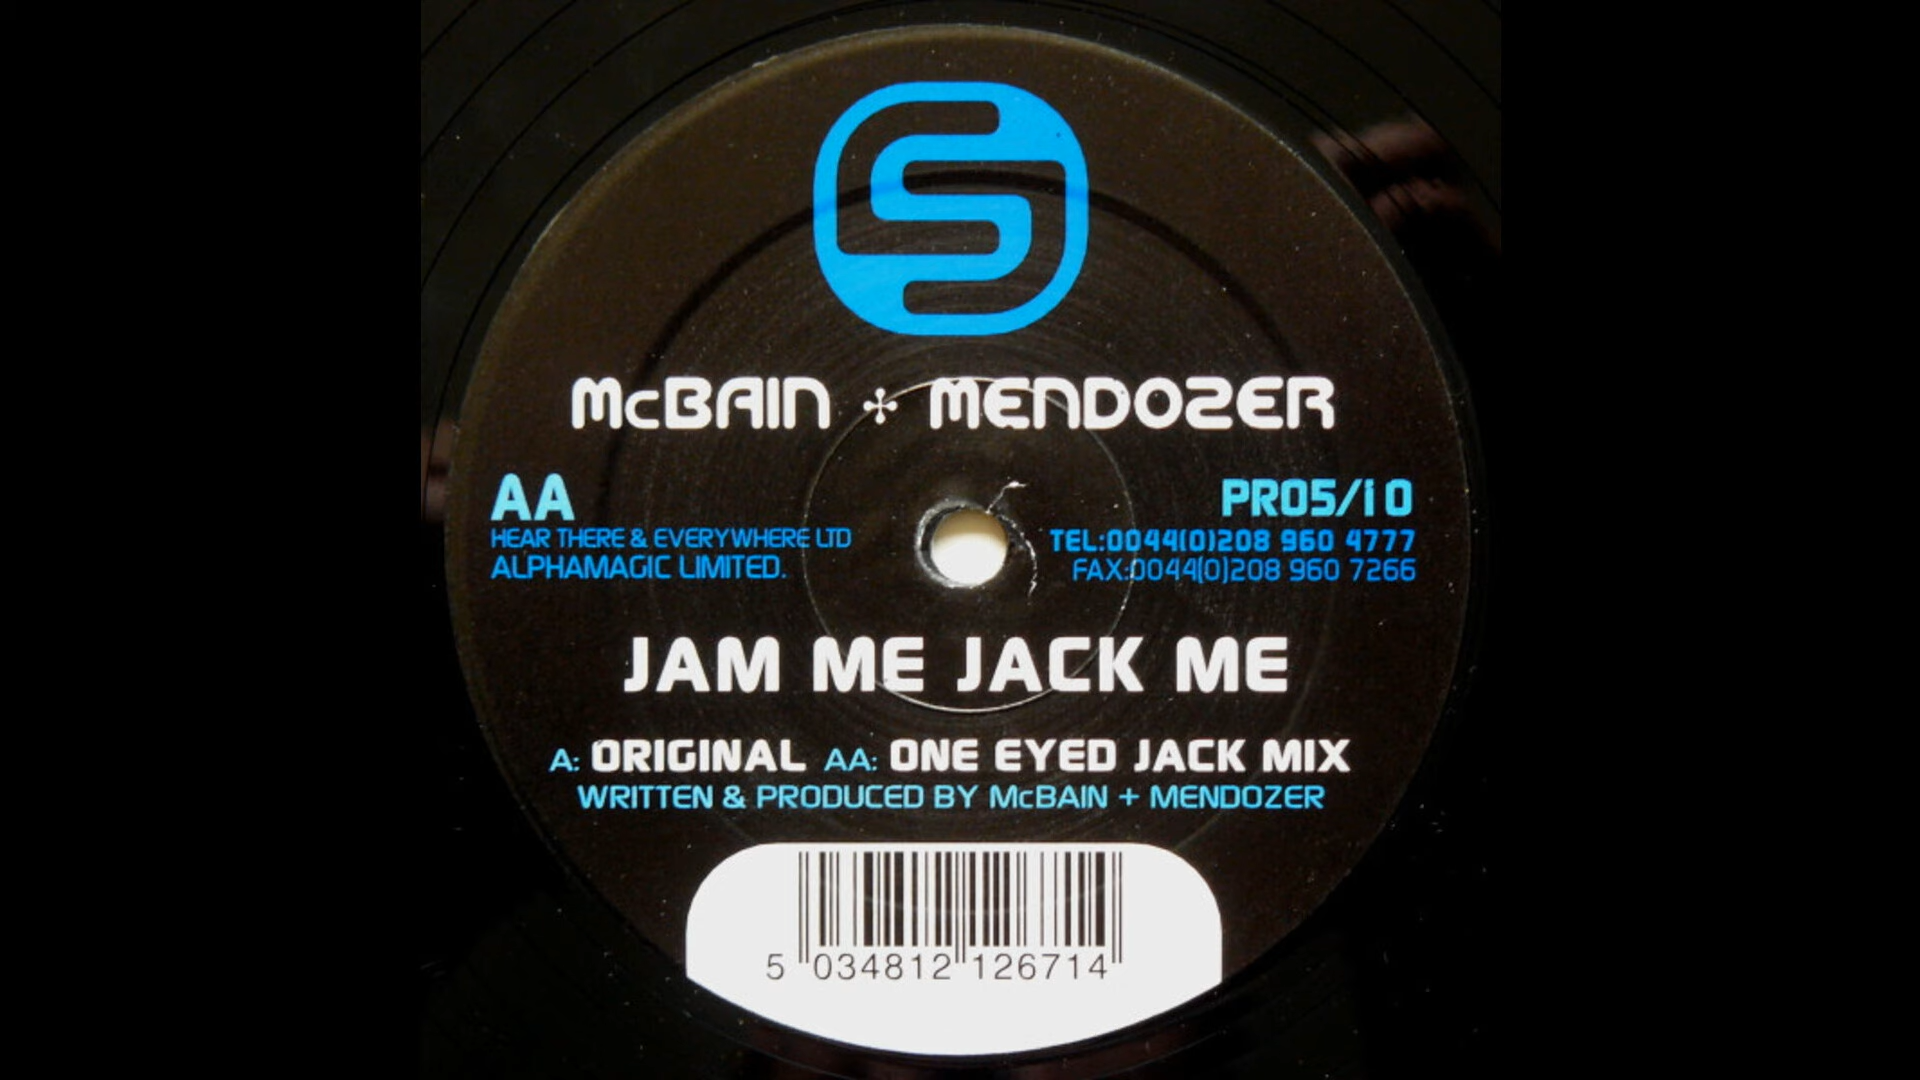 McBAIN + MENDOZER
AA
PRO5/10
HEAR THERE & EVERYWHERE LTD
TEL:0044(0)208 960 4777
ALPHAMAGIC LIMITED.
FAX:0044(0)208 960 7266
JAM ME JACK ME
A: ORIGINAL AA: ONE EYED JACK MIX
WRITTEN & PRODUCED BY McBAIN + MENDOZER
5 034812 126714